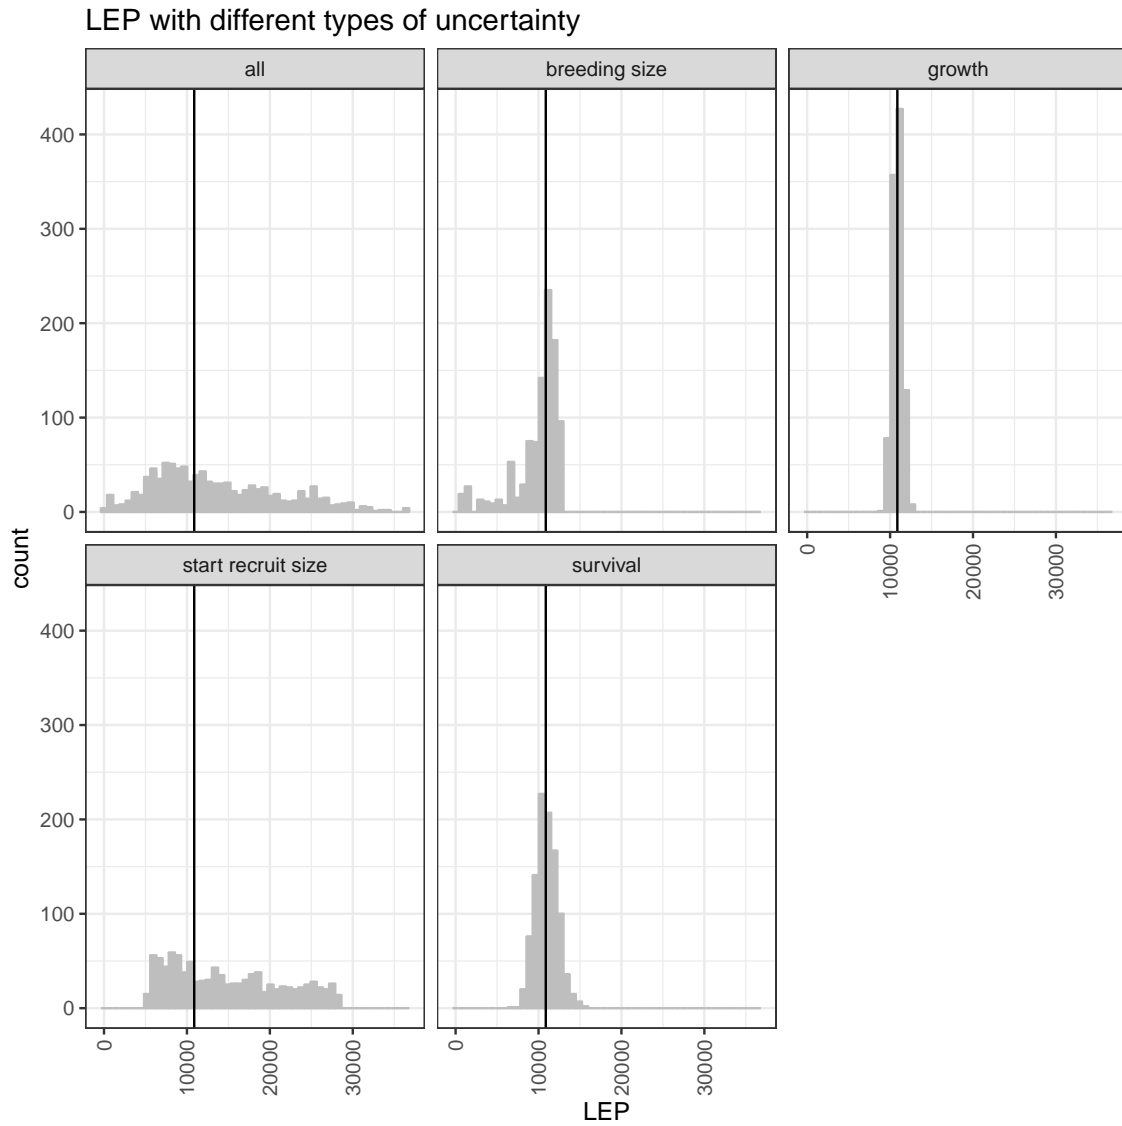 LEP with different types of uncertainty
all
breeding size
growth
400
300
200
100
0
0
10000
20000
30000
start recruit size
survival
400
300
200
100
0
0
10000
20000
30000
0
10000
20000
30000
count
LEP